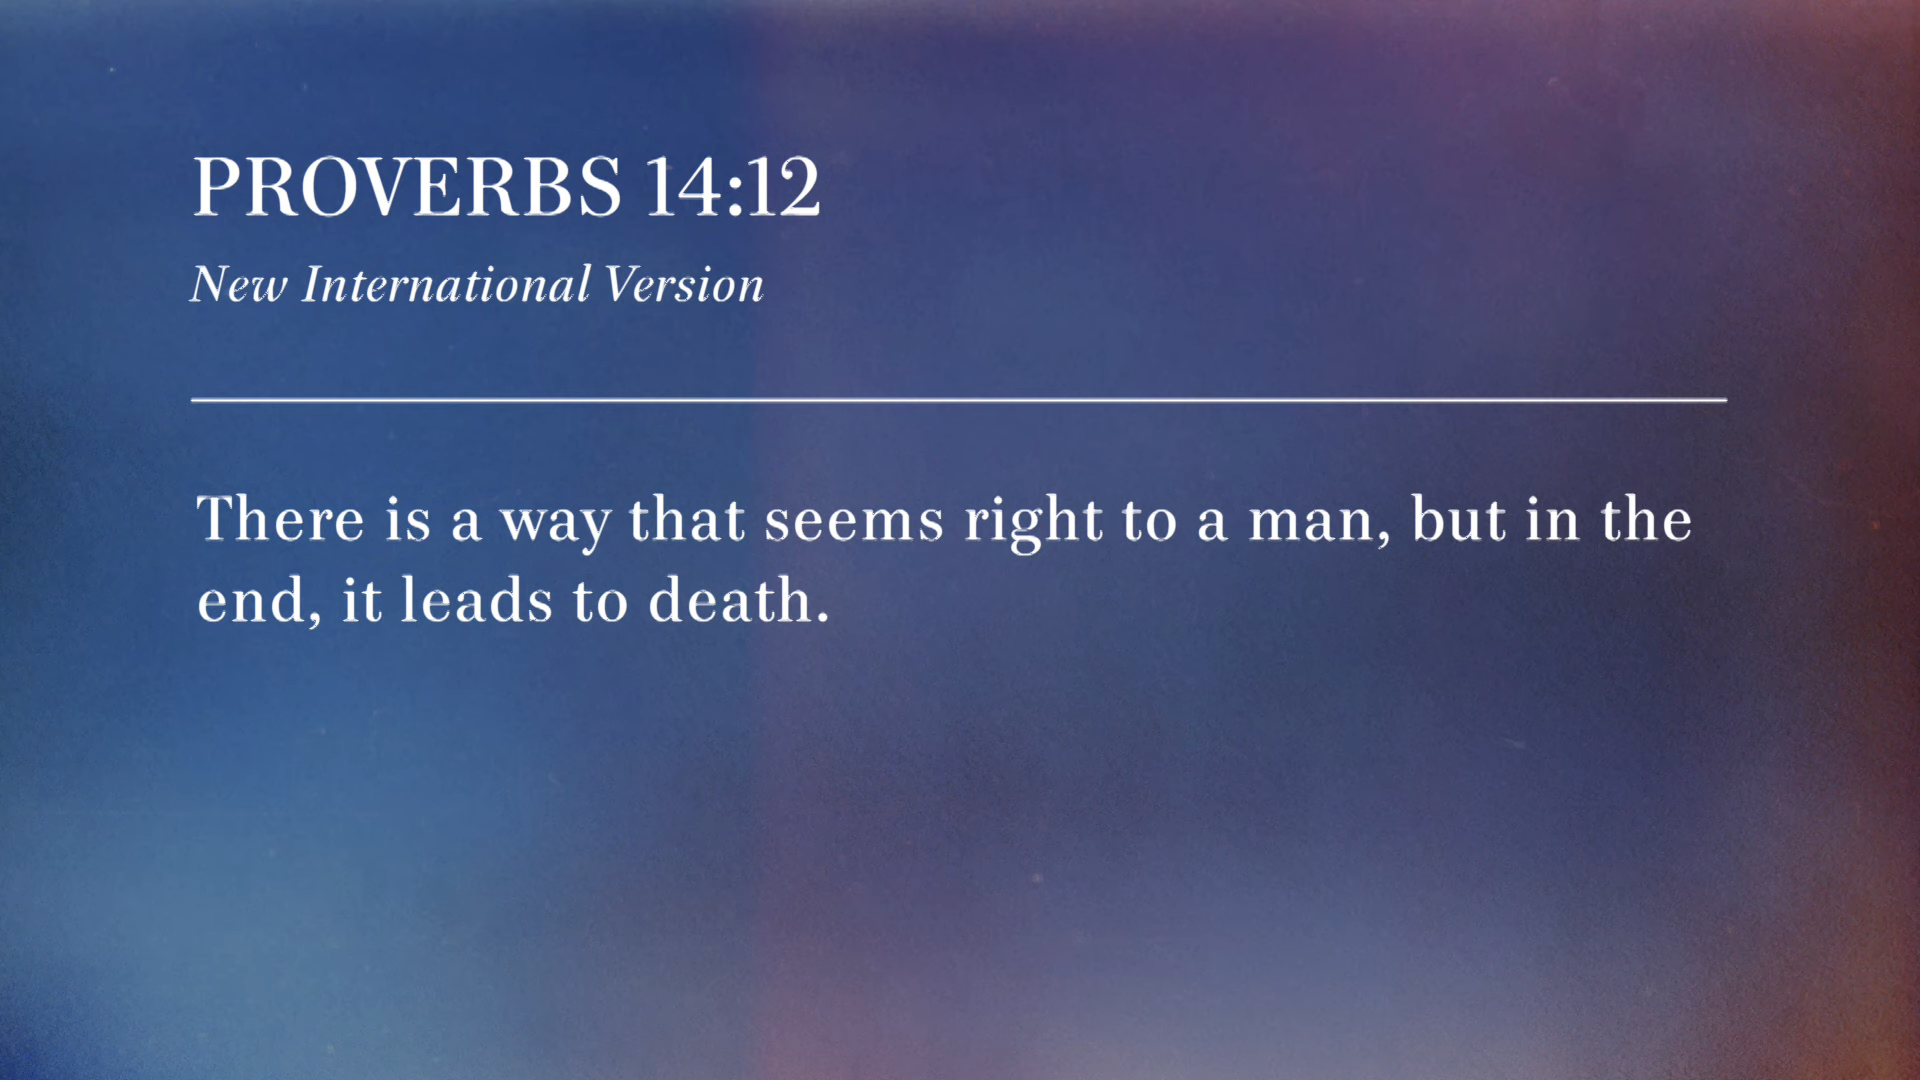 PROVERBS 14:12
New International Version
There is a way that seems right to a man, but in the
end, it leads to death.